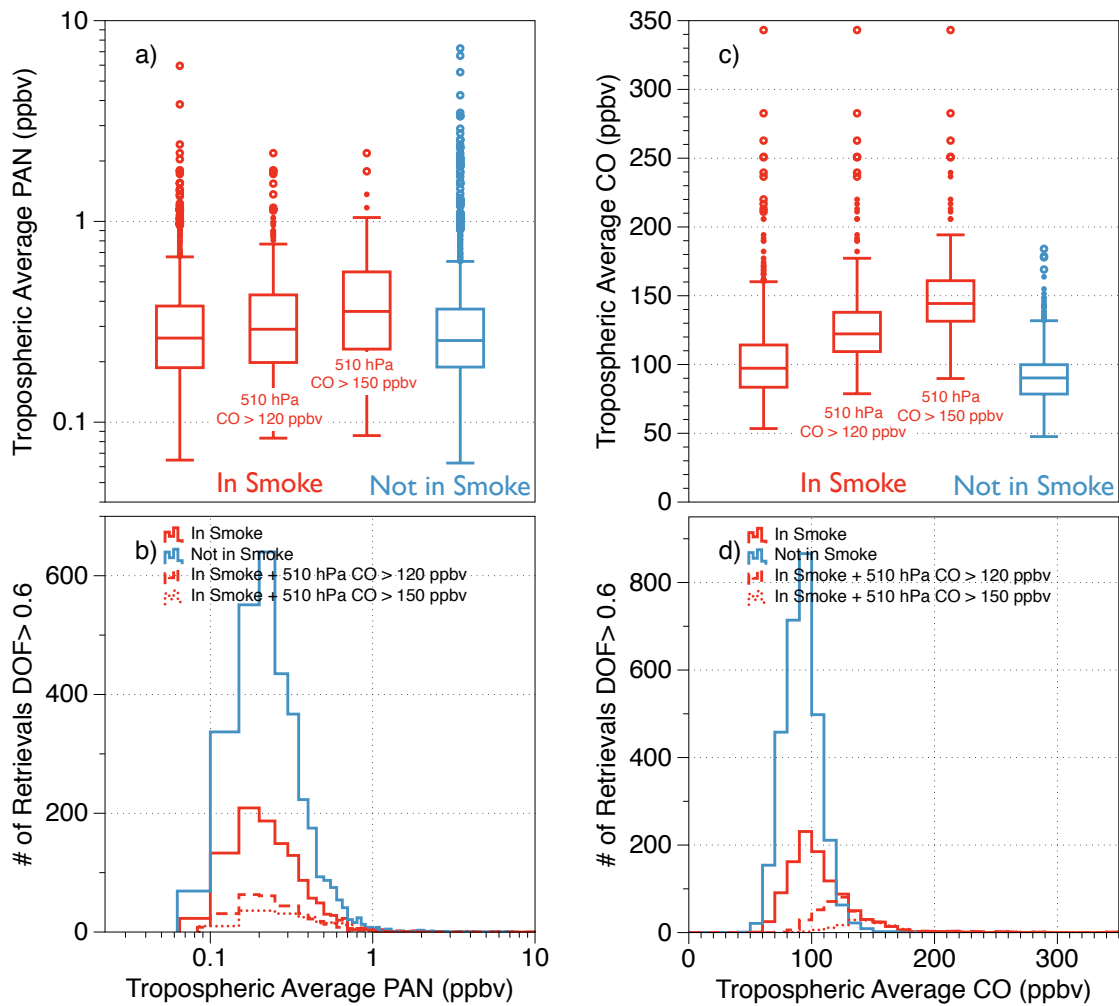 a)
10
1
0.1
Tropospheric Average PAN (ppbv)
510 hPa
CO > 120 ppbv
510 hPa
CO > 150 ppbv
In Smoke
Not in Smoke
c)
350
300
250
200
150
100
50
0
Tropospheric Average CO (ppbv)
510 hPa
CO > 120 ppbv
510 hPa
CO > 150 ppbv
In Smoke
Not in Smoke
b)
In Smoke
Not in Smoke
In Smoke + 510 hPa CO > 120 ppbv
In Smoke + 510 hPa CO > 150 ppbv
600
400
200
0
# of Retrievals DOF> 0.6
0.1
1
10
Tropospheric Average PAN (ppbv)
d)
In Smoke
Not in Smoke
In Smoke + 510 hPa CO > 120 ppbv
In Smoke + 510 hPa CO > 150 ppbv
800
600
400
200
0
# of Retrievals DOF> 0.6
0
100
200
300
Tropospheric Average CO (ppbv)